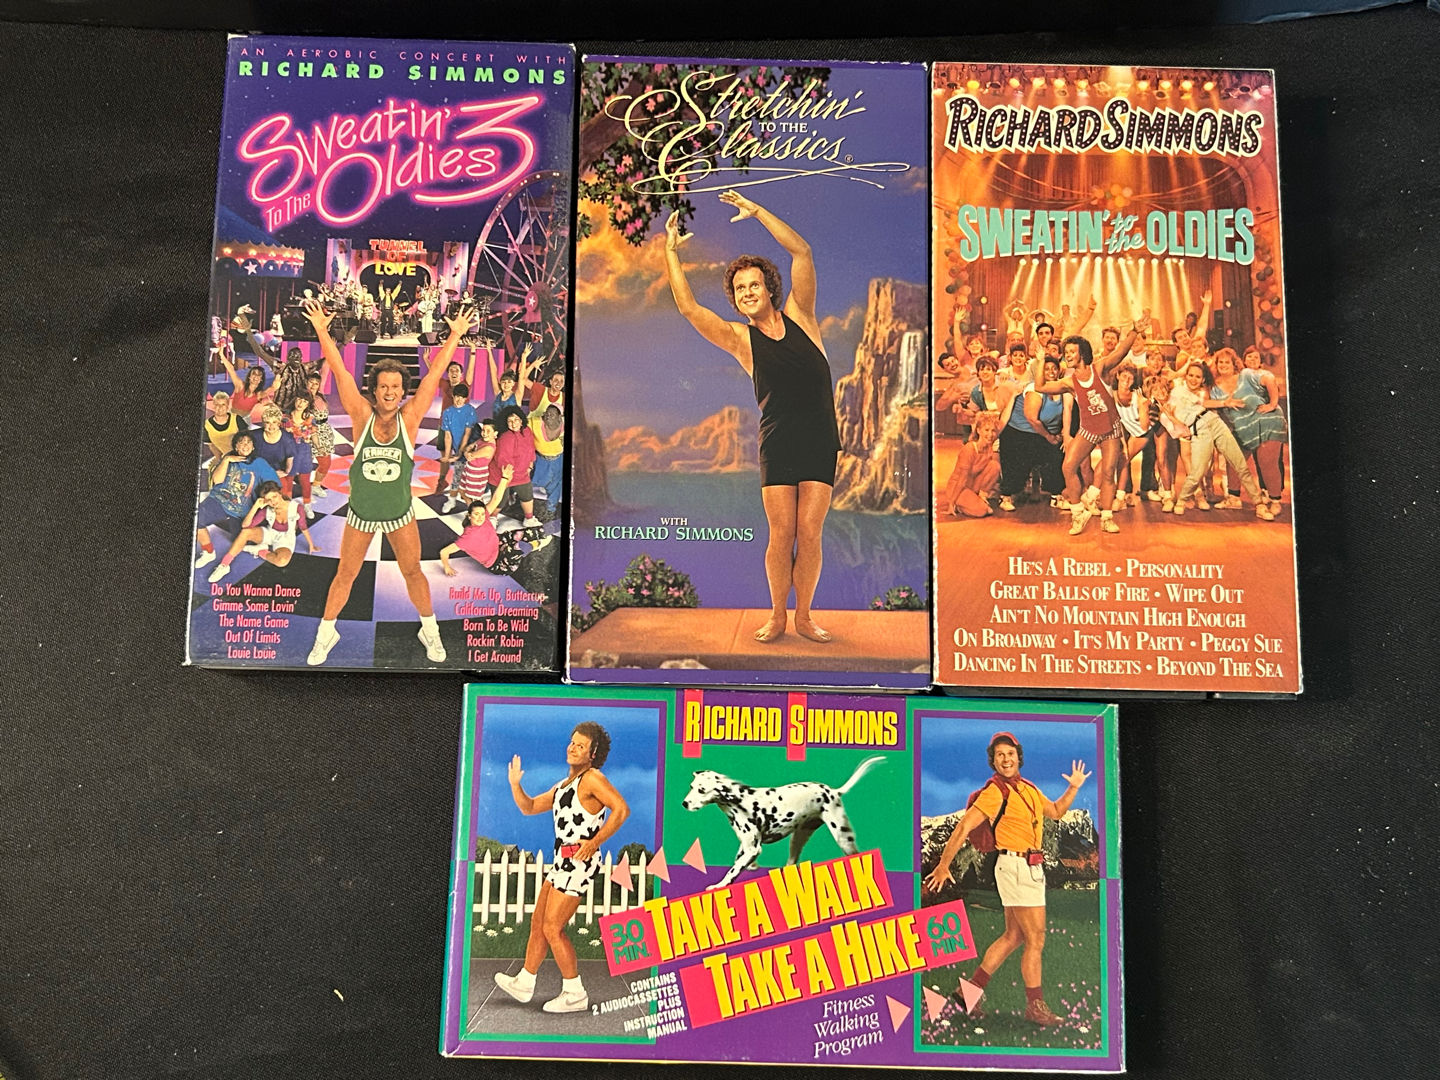 AN AEROBIC CONCERT WITH
RICHARD SIMMONS
Sweatin' 3
To The Oldies
TUNNEL
OF
LOVE
RANGER
Do You Wanna Dance
Gimme Some Lovin'
The Name Game
Out Of Limits
Louie Louie
Build Me Up, Buttercup
California Dreaming
Born To Be Wild
Rockin' Robin
I Get Around
Stretchin'
TO THE
Classics®
WITH
RICHARD SIMMONS
RICHARD SIMMONS
SWEATIN' to the OLDIES
HE'S A REBEL • PERSONALITY
GREAT BALLS OF FIRE • WIPE OUT
AIN'T NO MOUNTAIN HIGH ENOUGH
ON BROADWAY • IT'S MY PARTY • PEGGY SUE
DANCING IN THE STREETS • BEYOND THE SEA
RICHARD SIMMONS
30 MIN. TAKE A WALK
TAKE A HIKE 60 MIN.
CONTAINS
2 AUDIOCASSETTES
PLUS
INSTRUCTION
MANUAL
Fitness
Walking
Program